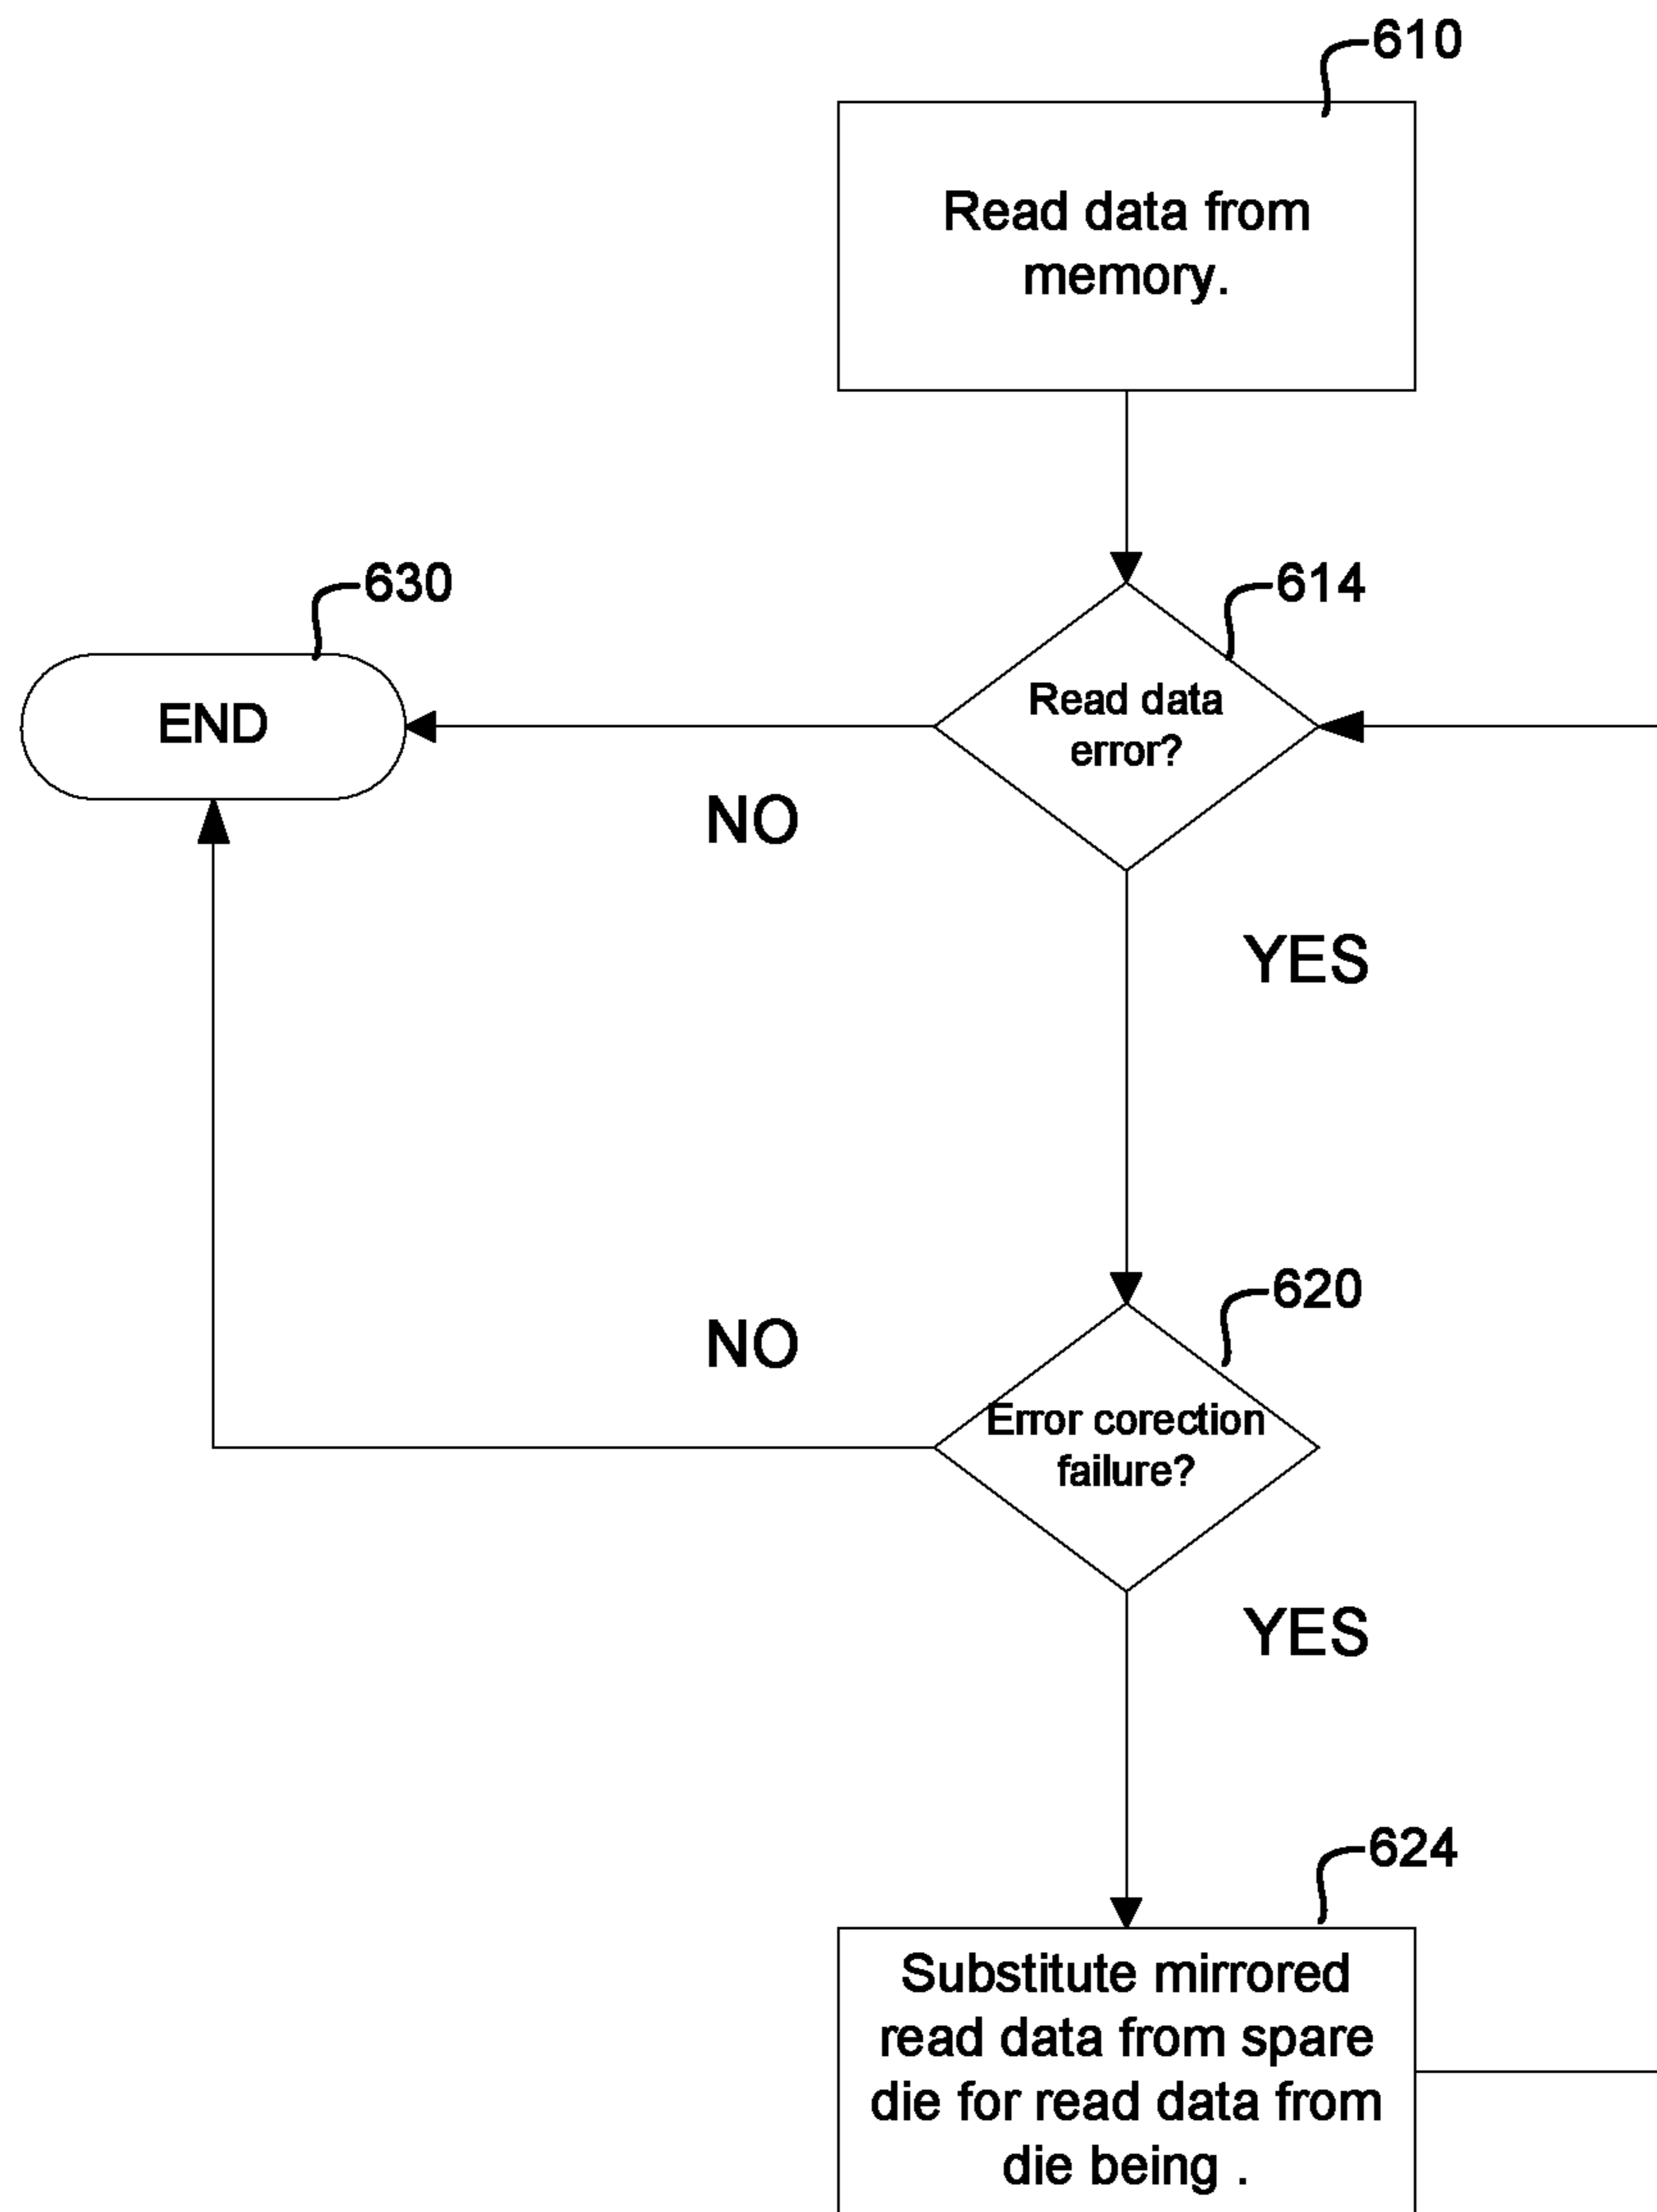 610
Read data from
memory.
630
614
END
Read data
error?
NO
YES
620
NO
Error corection
failure?
YES
624
Substitute mirrored
read data from spare
die for read data from
die being .